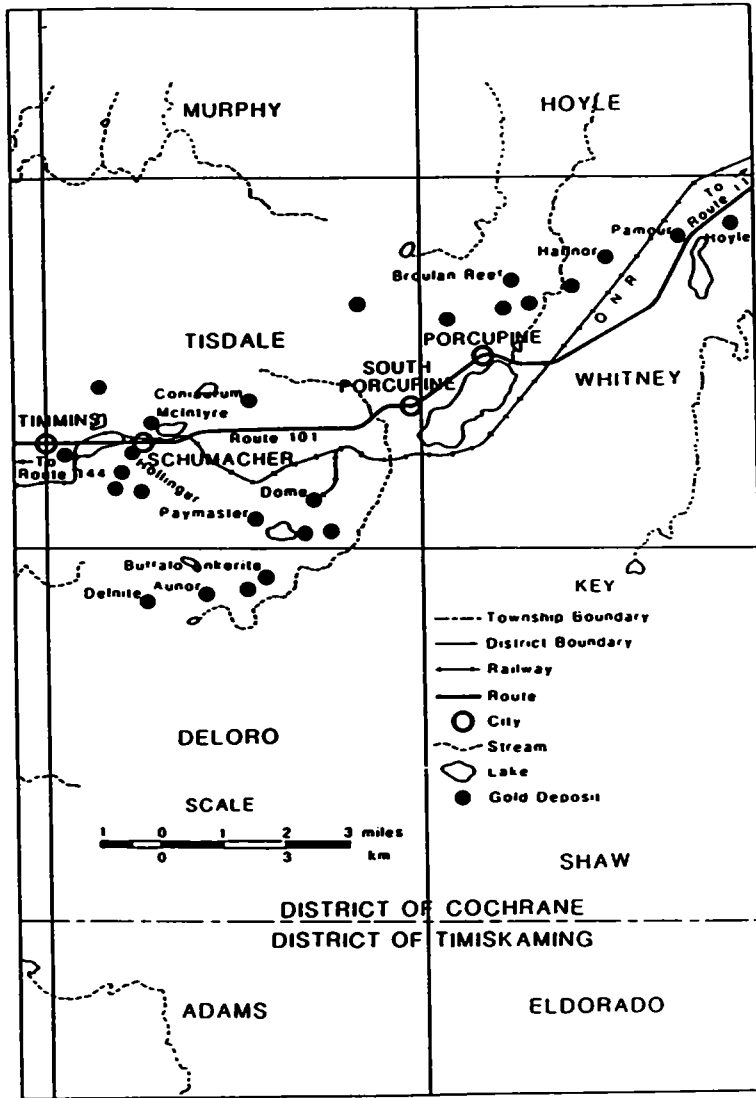 MURPHY
HOYLE
To Route 11
Pamour
Hoyle
Hallnor
Broulan Reef
O N R
TISDALE
PORCUPINE
SOUTH PORCUPINE
WHITNEY
Coniaurum
McIntyre
TIMMINS
Route 101
SCHUMACHER
To Route 144
Hollinger
Dome
Paymaster
Buffalo Ankerite
Delnite
Aunor
KEY
Township Boundary
District Boundary
Railway
Route
City
Stream
Lake
Gold Deposit
DELORO
SCALE
1 0 1 2 3 miles
0 3 km
SHAW
DISTRICT OF COCHRANE
DISTRICT OF TIMISKAMING
ADAMS
ELDORADO